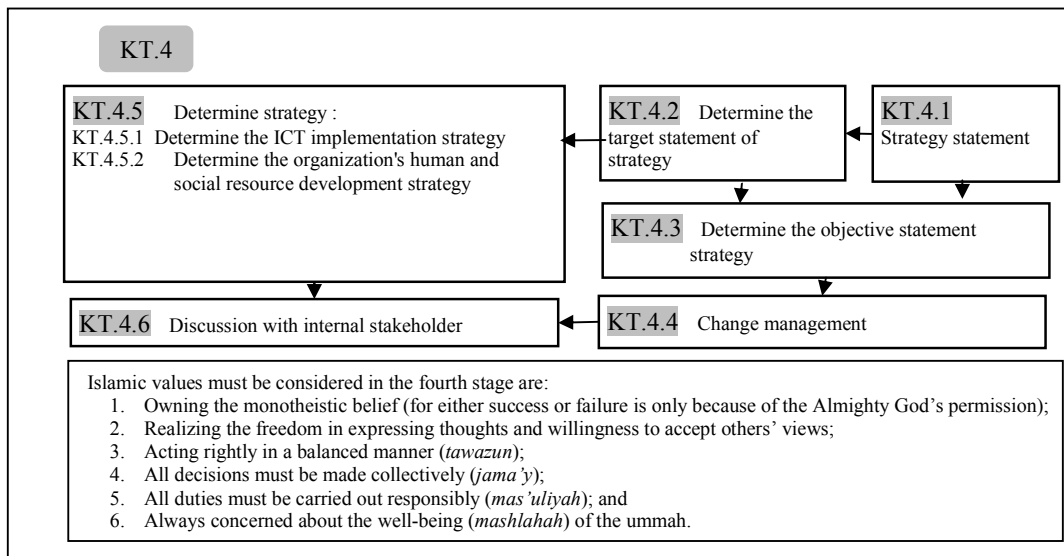 KT.4
KT.4.5 Determine strategy :
KT.4.5.1 Determine the ICT implementation strategy
KT.4.5.2 Determine the organization's human and
social resource development strategy
KT.4.2 Determine the
target statement of
strategy
KT.4.1
Strategy statement
KT.4.3 Determine the objective statement
strategy
KT.4.6 Discussion with internal stakeholder
KT.4.4 Change management
Islamic values must be considered in the fourth stage are:
1. Owning the monotheistic belief (for either success or failure is only because of the Almighty God’s permission);
2. Realizing the freedom in expressing thoughts and willingness to accept others’ views;
3. Acting rightly in a balanced manner (tawazun);
4. All decisions must be made collectively (jama’y);
5. All duties must be carried out responsibly (mas’uliyah); and
6. Always concerned about the well-being (mashlahah) of the ummah.